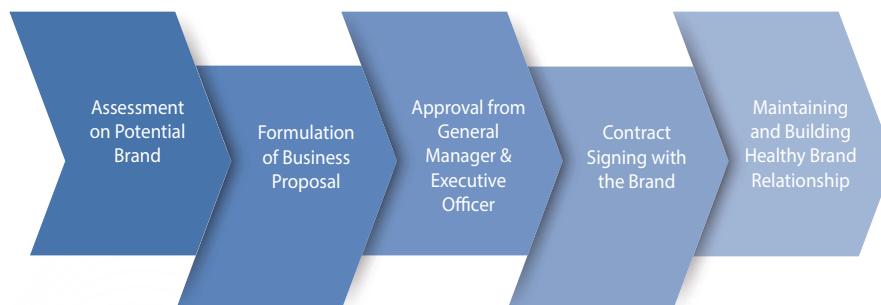 Assessment
on Potential
Brand
Formulation
of Business
Proposal
Approval from
General
Manager &
Executive
Officer
Contract
Signing with
the Brand
Maintaining
and Building
Healthy Brand
Relationship